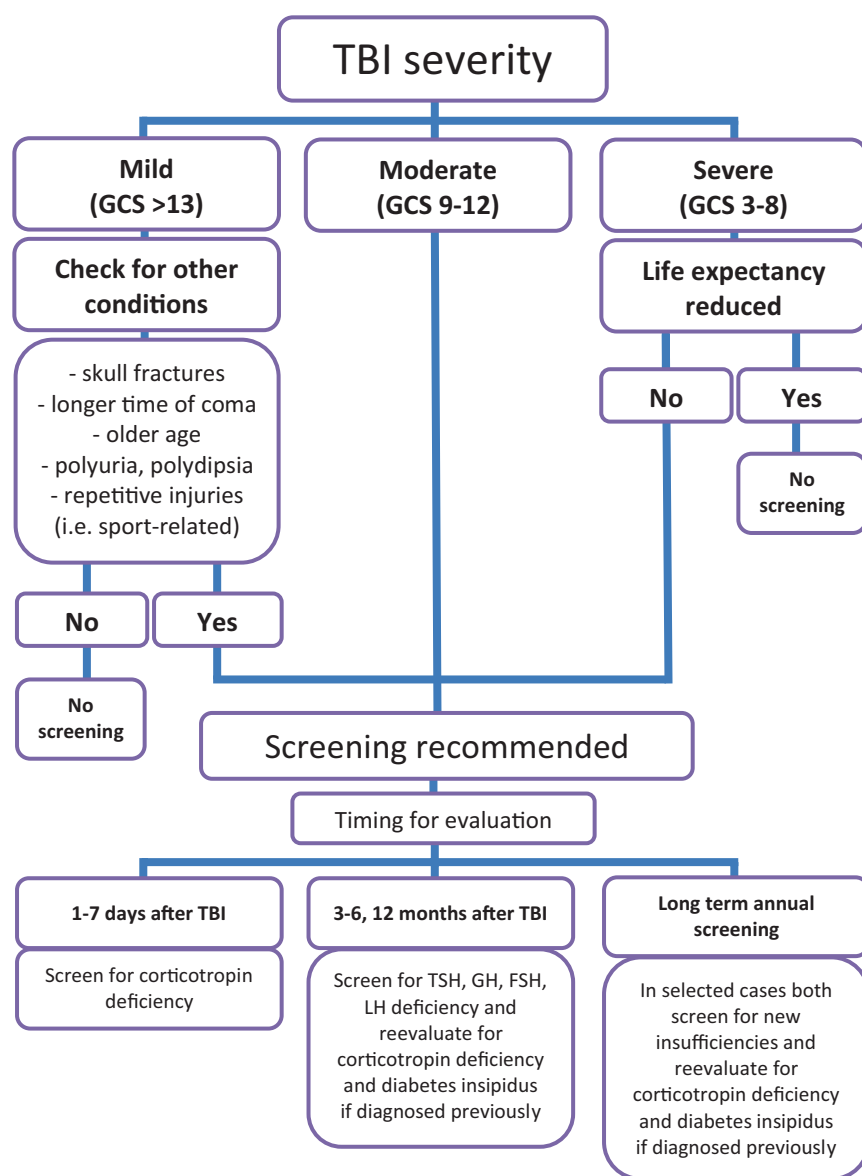 TBI severity
Mild
(GCS >13)
Moderate
(GCS 9-12)
Severe
(GCS 3-8)
Check for other
conditions
Life expectancy
reduced
- skull fractures
- longer time of coma
- older age
- polyuria, polydipsia
- repetitive injuries
(i.e. sport-related)
No
Yes
No
screening
No
Yes
No
screening
Screening recommended
Timing for evaluation
1-7 days after TBI
Screen for corticotropin
deficiency
3-6, 12 months after TBI
Screen for TSH, GH, FSH,
LH deficiency and
reevaluate for
corticotropin deficiency
and diabetes insipidus
if diagnosed previously
Long term annual
screening
In selected cases both
screen for new
insufficiencies and
reevaluate for
corticotropin deficiency
and diabetes insipidus
if diagnosed previously